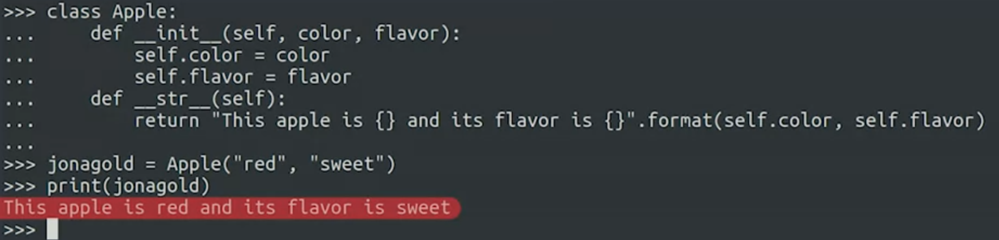 >>> class Apple:
...     def __init__(self, color, flavor):
...         self.color = color
...         self.flavor = flavor
...     def __str__(self):
...         return "This apple is {} and its flavor is {}".format(self.color, self.flavor)
...
>>> jonagold = Apple("red", "sweet")
>>> print(jonagold)
This apple is red and its flavor is sweet
>>>